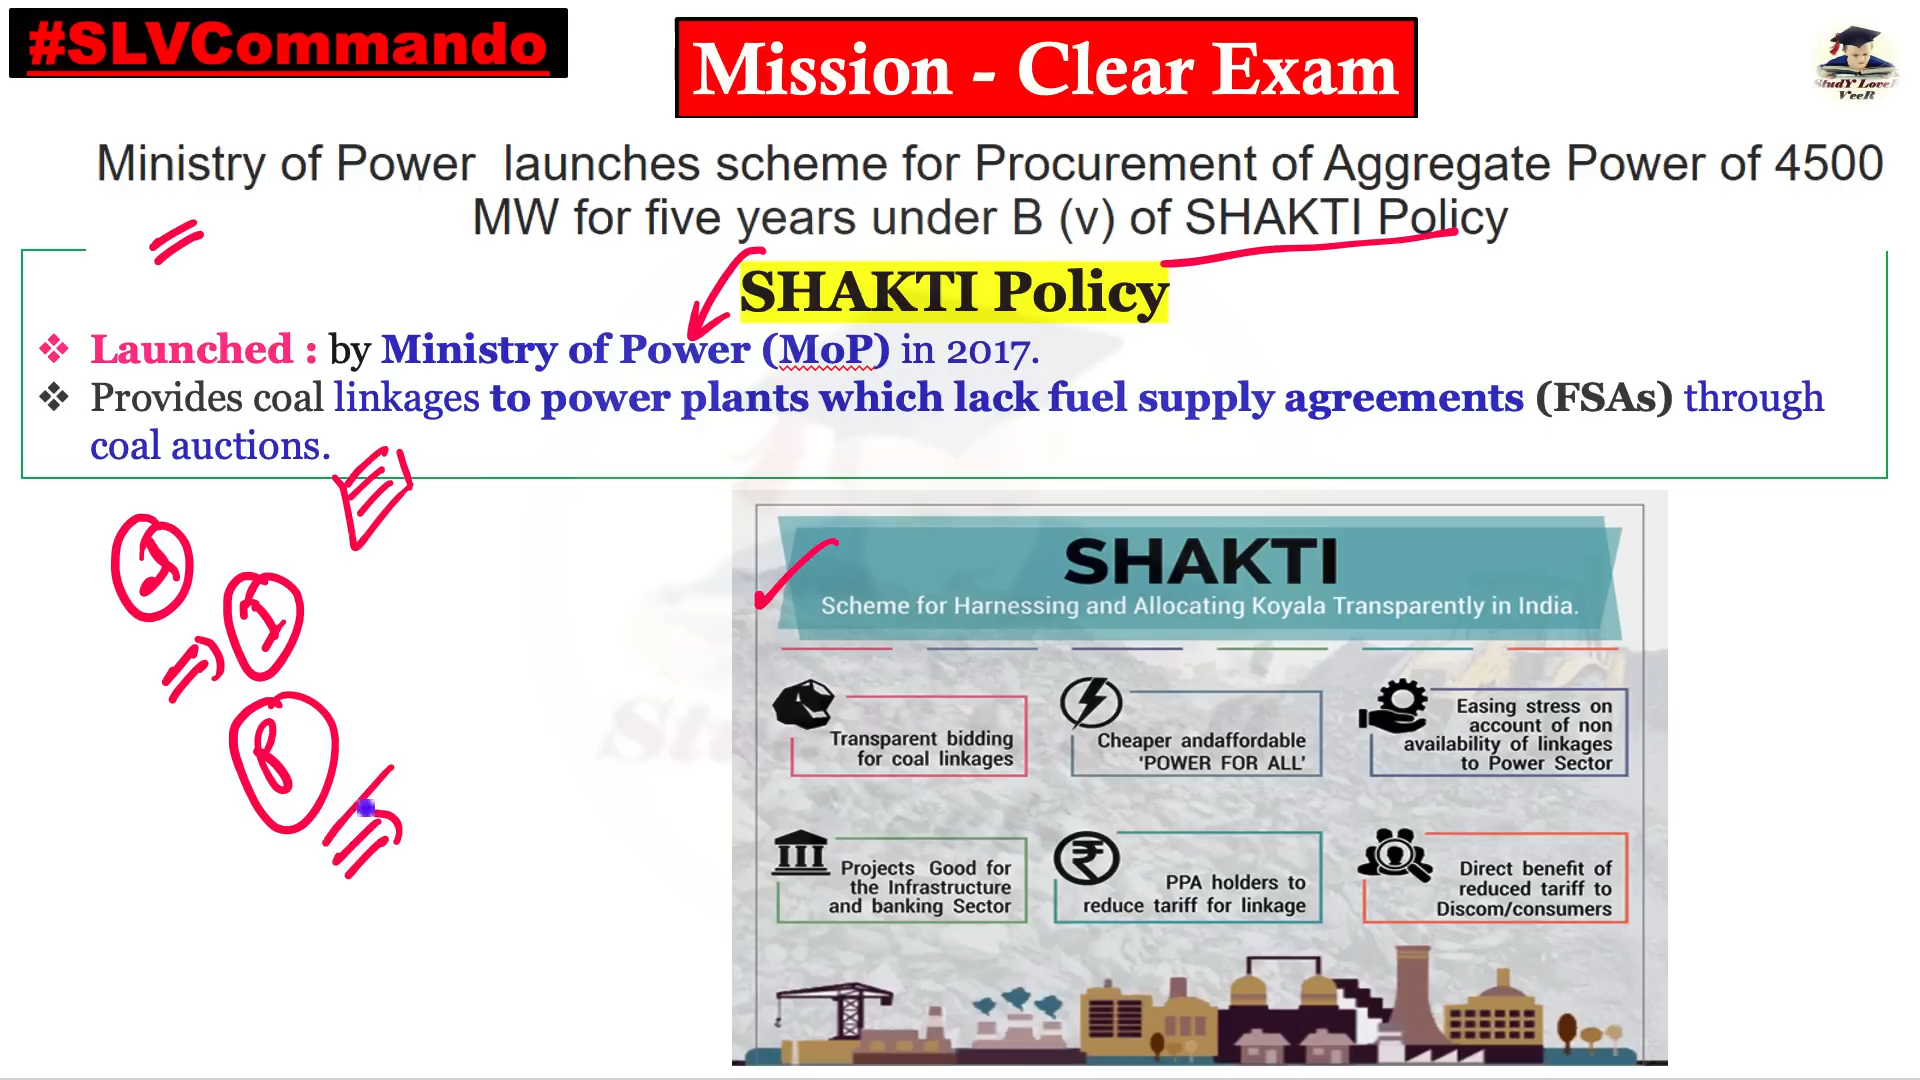 #SLVCommando
Mission - Clear Exam
StudY LoveR
VeeR
Ministry of Power launches scheme for Procurement of Aggregate Power of 4500
MW for five years under B (v) of SHAKTI Policy
SHAKTI Policy
❖ Launched : by Ministry of Power (MoP) in 2017.
❖ Provides coal linkages to power plants which lack fuel supply agreements (FSAs) through
coal auctions.
SHAKTI
Scheme for Harnessing and Allocating Koyala Transparently in India.
Transparent bidding
for coal linkages
Cheaper andaffordable
'POWER FOR ALL'
Easing stress on
account of non
availability of linkages
to Power Sector
Projects Good for
the Infrastructure
and banking Sector
PPA holders to
reduce tariff for linkage
Direct benefit of
reduced tariff to
Discom/consumers